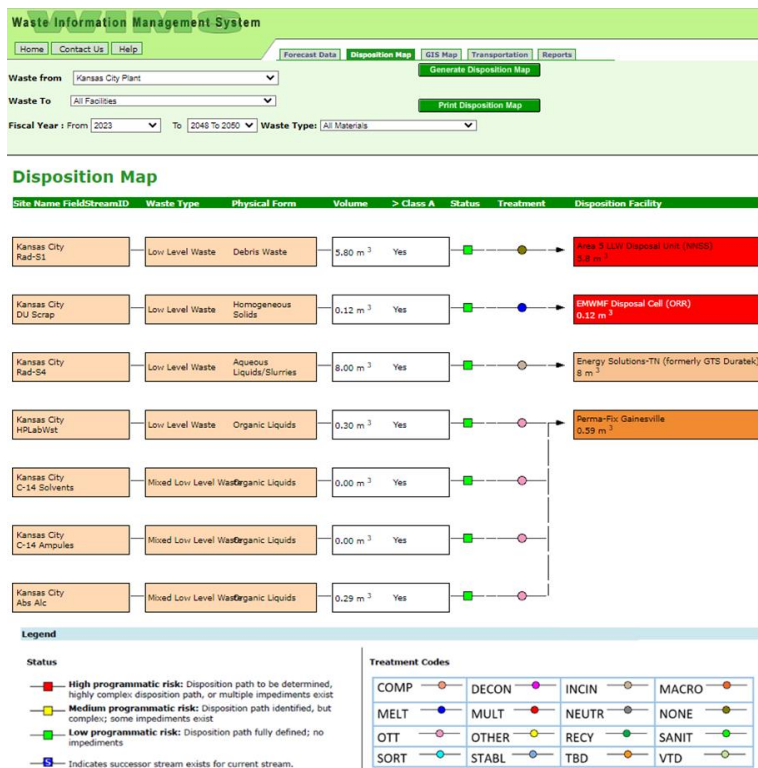 WIMS
Waste Information Management System
Home Contact Us Help
Forecast Data Disposition Map GIS Map Transportation Reports
Waste from Kansas City Plant Generate Disposition Map
Waste To All Facilities Print Disposition Map
Fiscal Year : From 2023 To 2048 To 2050 Waste Type: All Materials
Disposition Map
Site Name FieldStreamID Waste Type Physical Form Volume > Class A Status Treatment Disposition Facility
Kansas City
Rad-S1
Low Level Waste Debris Waste 5.80 m 3 Yes
Area 5 LLW Disposal Unit (NNSS)
5.8 m 3
Kansas City
DU Scrap
Low Level Waste Homogeneous
Solids
0.12 m 3 Yes
EMWMF Disposal Cell (ORR)
0.12 m 3
Kansas City
Rad-S4
Low Level Waste Aqueous
Liquids/Slurries
8.00 m 3 Yes
Energy Solutions-TN (formerly GTS Duratek)
8 m 3
Kansas City
HPLabWst
Low Level Waste Organic Liquids 0.30 m 3 Yes
Perma-Fix Gainesville
0.59 m 3
Kansas City
C-14 Solvents
Mixed Low Level Waste Organic Liquids 0.00 m 3 Yes
Kansas City
C-14 Ampules
Mixed Low Level Waste Organic Liquids 0.00 m 3 Yes
Kansas City
Abs Alc
Mixed Low Level Waste Organic Liquids 0.29 m 3 Yes
Legend
Status
High programmatic risk: Disposition path to be determined,
highly complex disposition path, or multiple impediments exist
Medium programmatic risk: Disposition path identified, but
complex; some impediments exist
Low programmatic risk: Disposition path fully defined; no
impediments
S Indicates successor stream exists for current stream.
Treatment Codes
COMP DECON INCIN MACRO
MELT MULT NEUTR NONE
OTT OTHER RECY SANIT
SORT STABL TBD VTD